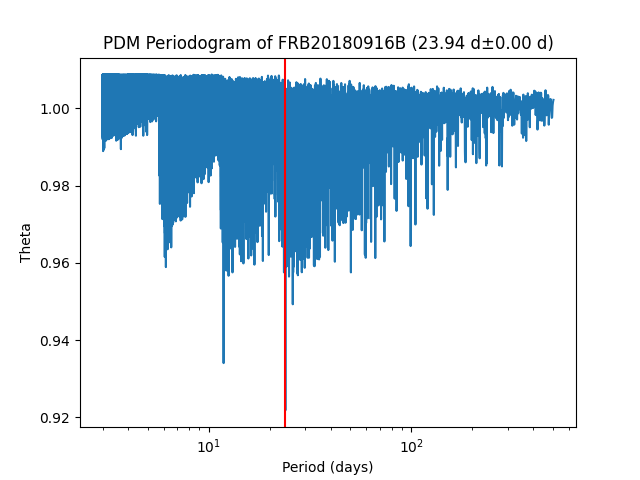 PDM Periodogram of FRB20180916B (23.94 d±0.00 d)
1.00
0.98
0.96
0.94
0.92
Theta
10¹
10²
Period (days)